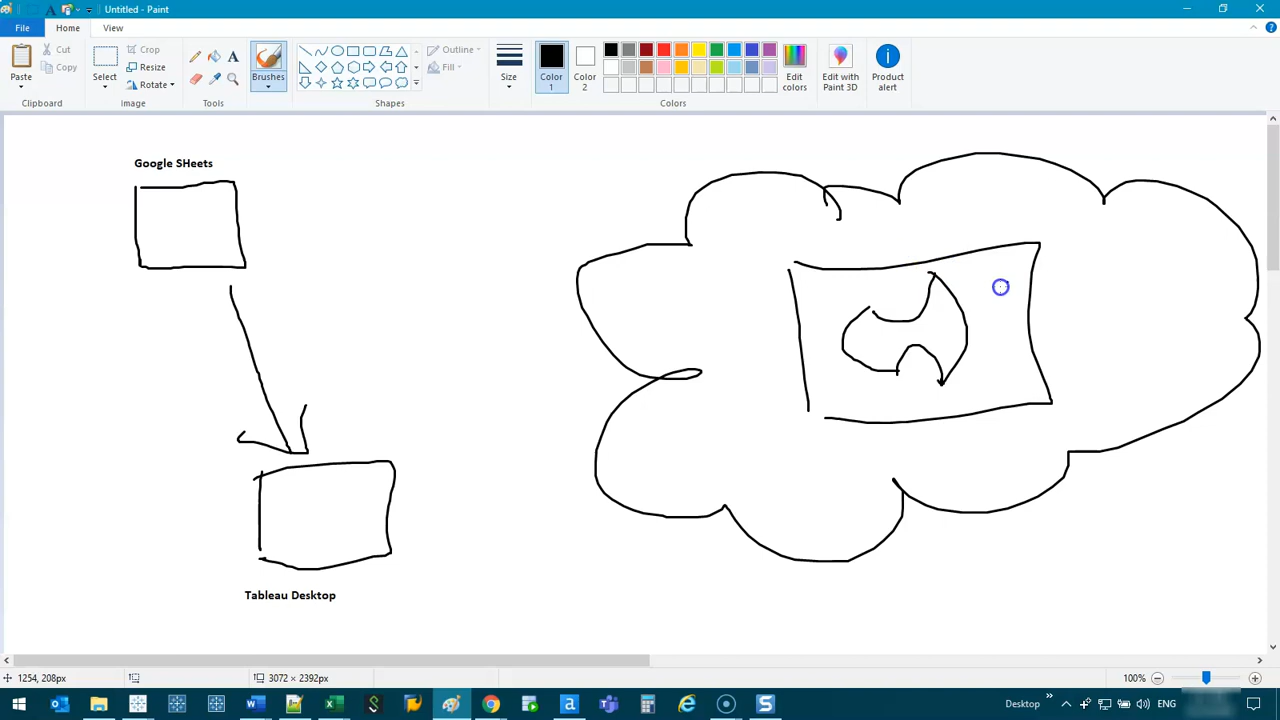 Untitled - Paint
File
Home
View
Paste
Cut
Copy
Clipboard
Select
Crop
Resize
Rotate
image
A
Tools
Brushes
Outline
Fill
Shapes
Size
Color
1
Color
2
Edit
colors
Colors
Edit with
Paint 3D
Product
alert
Google SHeets
Tableau Desktop
1254, 208px
3072 × 2392px
100%
Desktop
ENG